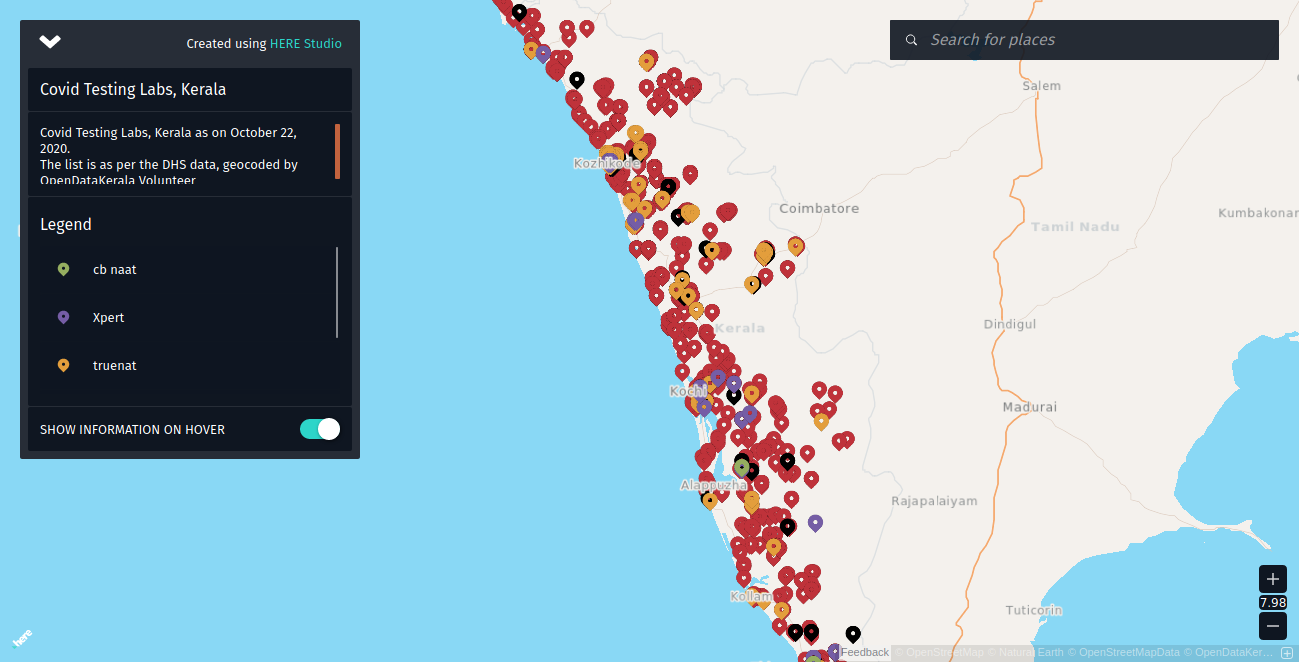 Created using HERE Studio
Covid Testing Labs, Kerala
Covid Testing Labs, Kerala as on October 22,
2020.
The list is as per the DHS data, geocoded by
OpenDataKerala Volunteer
Legend
cb naat
Xpert
truenat
SHOW INFORMATION ON HOVER
Search for places
Salem
Kozhikode
Coimbatore
Kumbakonar
Tamil Nadu
Dindigul
Kerala
Kochi
Madurai
Alappuzha
Rajapalaiyam
Kollam
Tuticorin
7.98
here
Feedback © OpenStreetMap © Natural Earth © OpenStreetMapData © OpenDataKer...